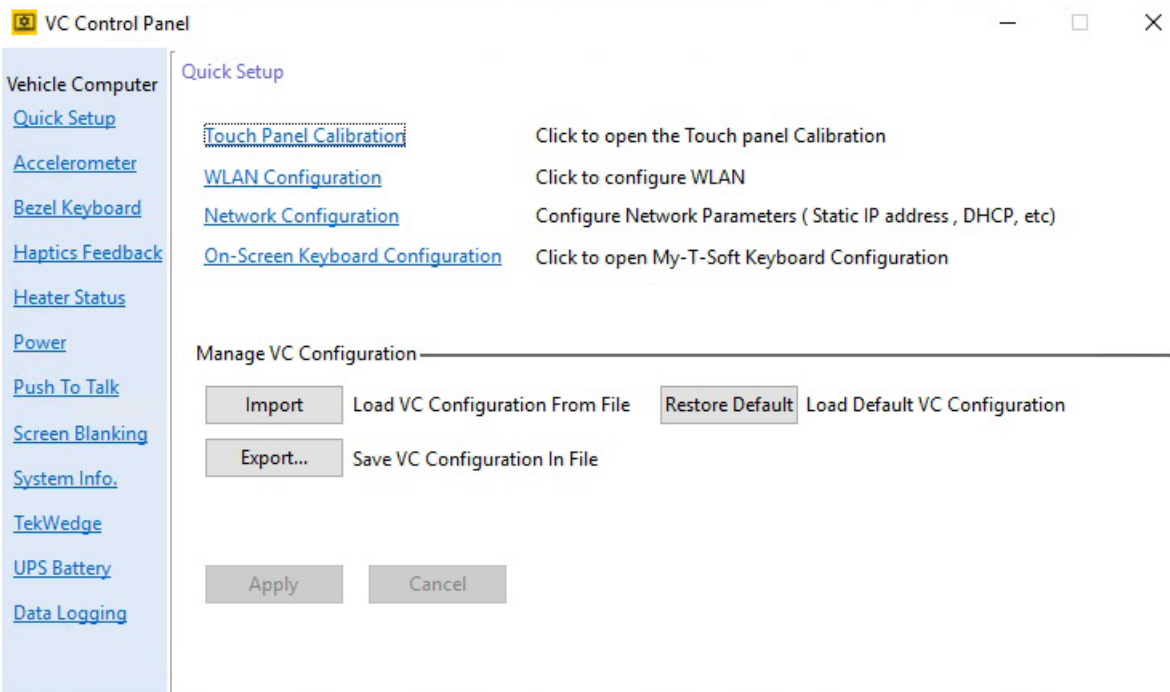 VC Control Panel
Vehicle Computer
Quick Setup
Accelerometer
Bezel Keyboard
Haptics Feedback
Heater Status
Power
Push To Talk
Screen Blanking
System Info.
TekWedge
UPS Battery
Data Logging
Quick Setup
Touch Panel Calibration Click to open the Touch panel Calibration
WLAN Configuration Click to configure WLAN
Network Configuration Configure Network Parameters ( Static IP address , DHCP, etc)
On-Screen Keyboard Configuration Click to open My-T-Soft Keyboard Configuration
Manage VC Configuration
Import Load VC Configuration From File Restore Default Load Default VC Configuration
Export... Save VC Configuration In File
Apply Cancel